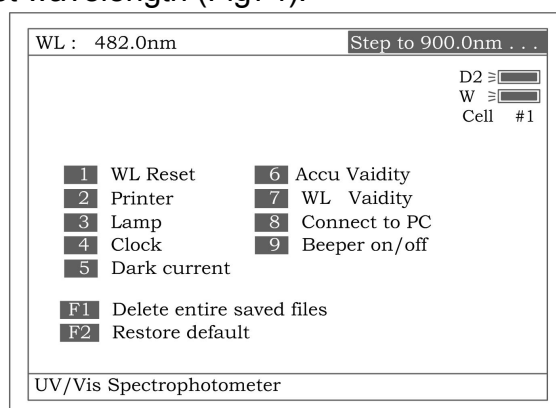 WL : 482.0nm Step to 900.0nm . . .
D2
W
Cell #1
1 WL Reset 6 Accu Vaidity
2 Printer 7 WL Vaidity
3 Lamp 8 Connect to PC
4 Clock 9 Beeper on/off
5 Dark current
F1 Delete entire saved files
F2 Restore default
UV/Vis Spectrophotometer